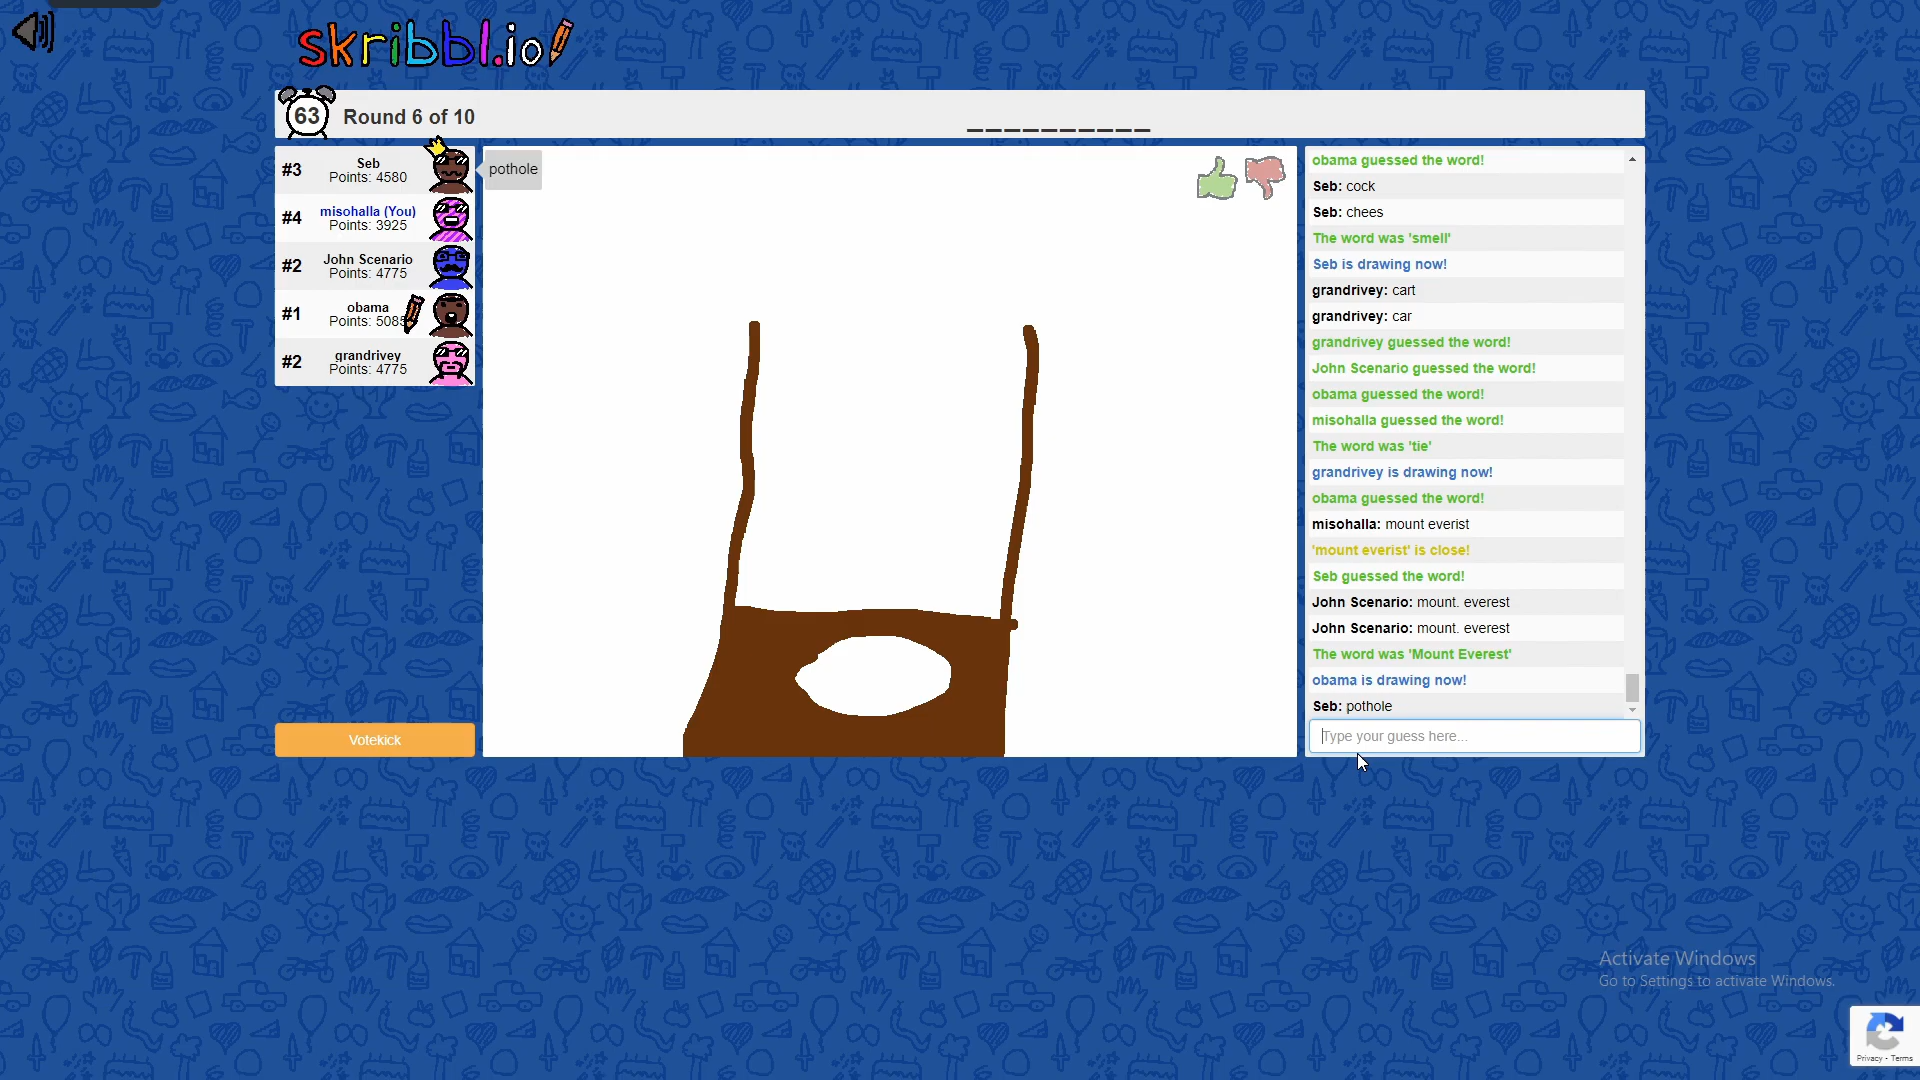 skribbl.io
63
Round 6 of 10
__________
#3
Seb
Points: 4580
pothole
#4
misohalla (You)
Points: 3925
#2
John Scenario
Points: 4775
#1
obama
Points: 5085
#2
grandrivey
Points: 4775
Votekick
obama guessed the word!
Seb: cock
Seb: chees
The word was 'smell'
Seb is drawing now!
grandrivey: cart
grandrivey: car
grandrivey guessed the word!
John Scenario guessed the word!
obama guessed the word!
misohalla guessed the word!
The word was 'tie'
grandrivey is drawing now!
obama guessed the word!
misohalla: mount everist
'mount everist' is close!
Seb guessed the word!
John Scenario: mount. everest
John Scenario: mount. everest
The word was 'Mount Everest'
obama is drawing now!
Seb: pothole
Type your guess here...
Activate Windows
Go to Settings to activate Windows.
Privacy - Terms